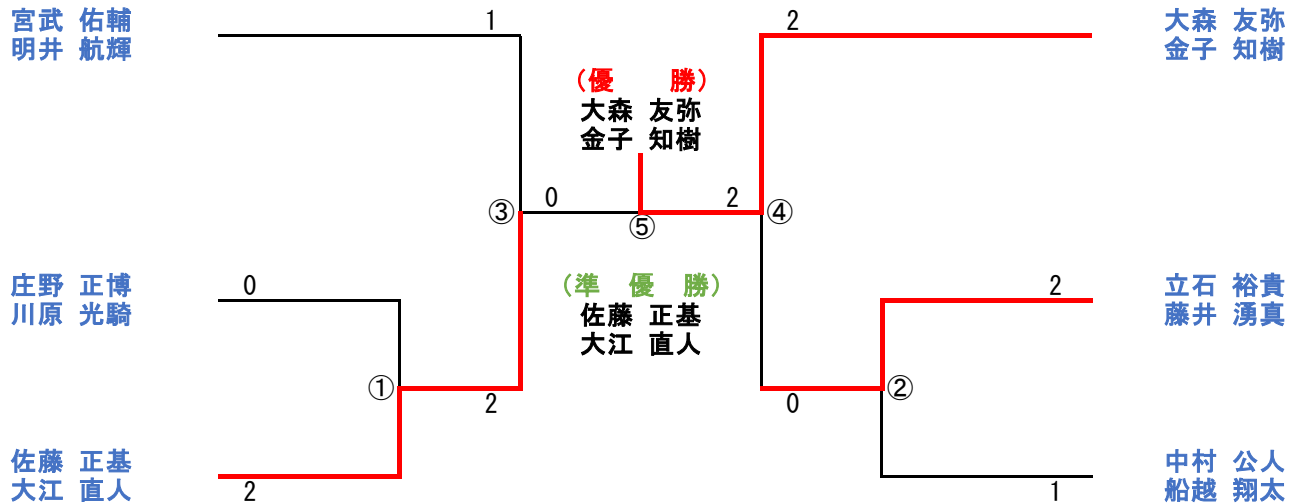 宮武 佑輔
明井 航輝
1
2
大森 友弥
金子 知樹
(優 勝)
大森 友弥
金子 知樹
③
0
2
④
⑤
庄野 正博
川原 光騎
0
(準 優 勝)
佐藤 正基
大江 直人
2
立石 裕貴
藤井 湧真
①
2
0
②
佐藤 正基
大江 直人
2
1
中村 公人
船越 翔太